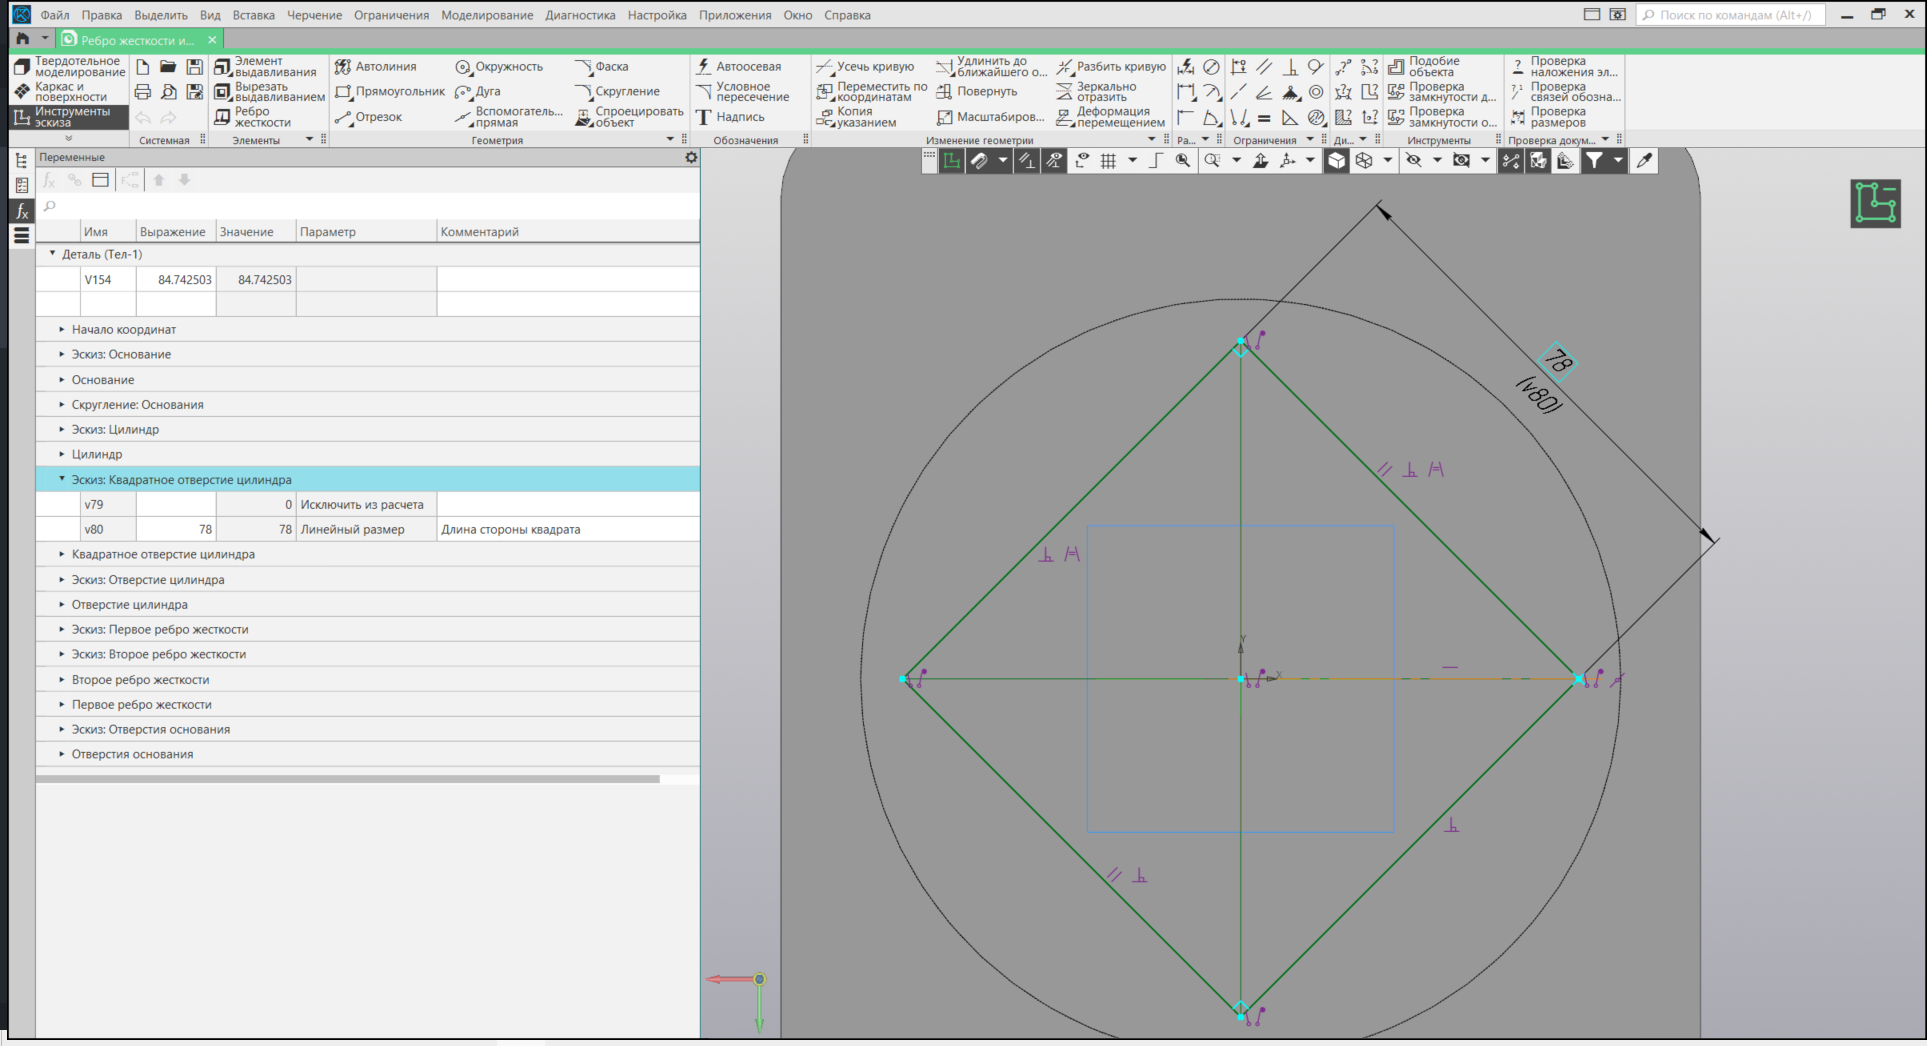 Файл Правка Выделить Вид Вставка Черчение Ограничения Моделирование Диагностика Настройка Приложения Окно Справка
Поиск по командам (Alt+/)
Ребро жесткости и...
Твердотельное моделирование
Каркас и поверхности
Инструменты эскиза
Системная
Элемент выдавливания
Вырезать выдавливанием
Ребро жесткости
Элементы
Автолиния
Прямоугольник
Отрезок
Окружность
Дуга
Вспомогатель... прямая
Фаска
Скругление
Спроецировать объект
Геометрия
Автоосевая
Условное пересечение
Надпись
Обозначения
Усечь кривую
Переместить по координатам
Копия указанием
Удлинить до ближайшего о...
Повернуть
Масштабиров...
Разбить кривую
Зеркально отразить
Деформация перемещением
Изменение геометрии
Ра...
Ограничения
Ди...
Подобие объекта
Проверка замкнутости д...
Проверка замкнутости о...
Инструменты
Проверка наложения эл...
Проверка связей обозна...
Проверка размеров
Проверка докум...
Переменные
Имя Выражение Значение Параметр Комментарий
Деталь (Тел-1)
V154 84.742503 84.742503
Начало координат
Эскиз: Основание
Основание
Скругление: Основания
Эскиз: Цилиндр
Цилиндр
Эскиз: Квадратное отверстие цилиндра
v79 0 Исключить из расчета
v80 78 78 Линейный размер Длина стороны квадрата
Квадратное отверстие цилиндра
Эскиз: Отверстие цилиндра
Отверстие цилиндра
Эскиз: Первое ребро жесткости
Эскиз: Второе ребро жесткости
Второе ребро жесткости
Первое ребро жесткости
Эскиз: Отверстия основания
Отверстия основания
78
(v80)
Y
X